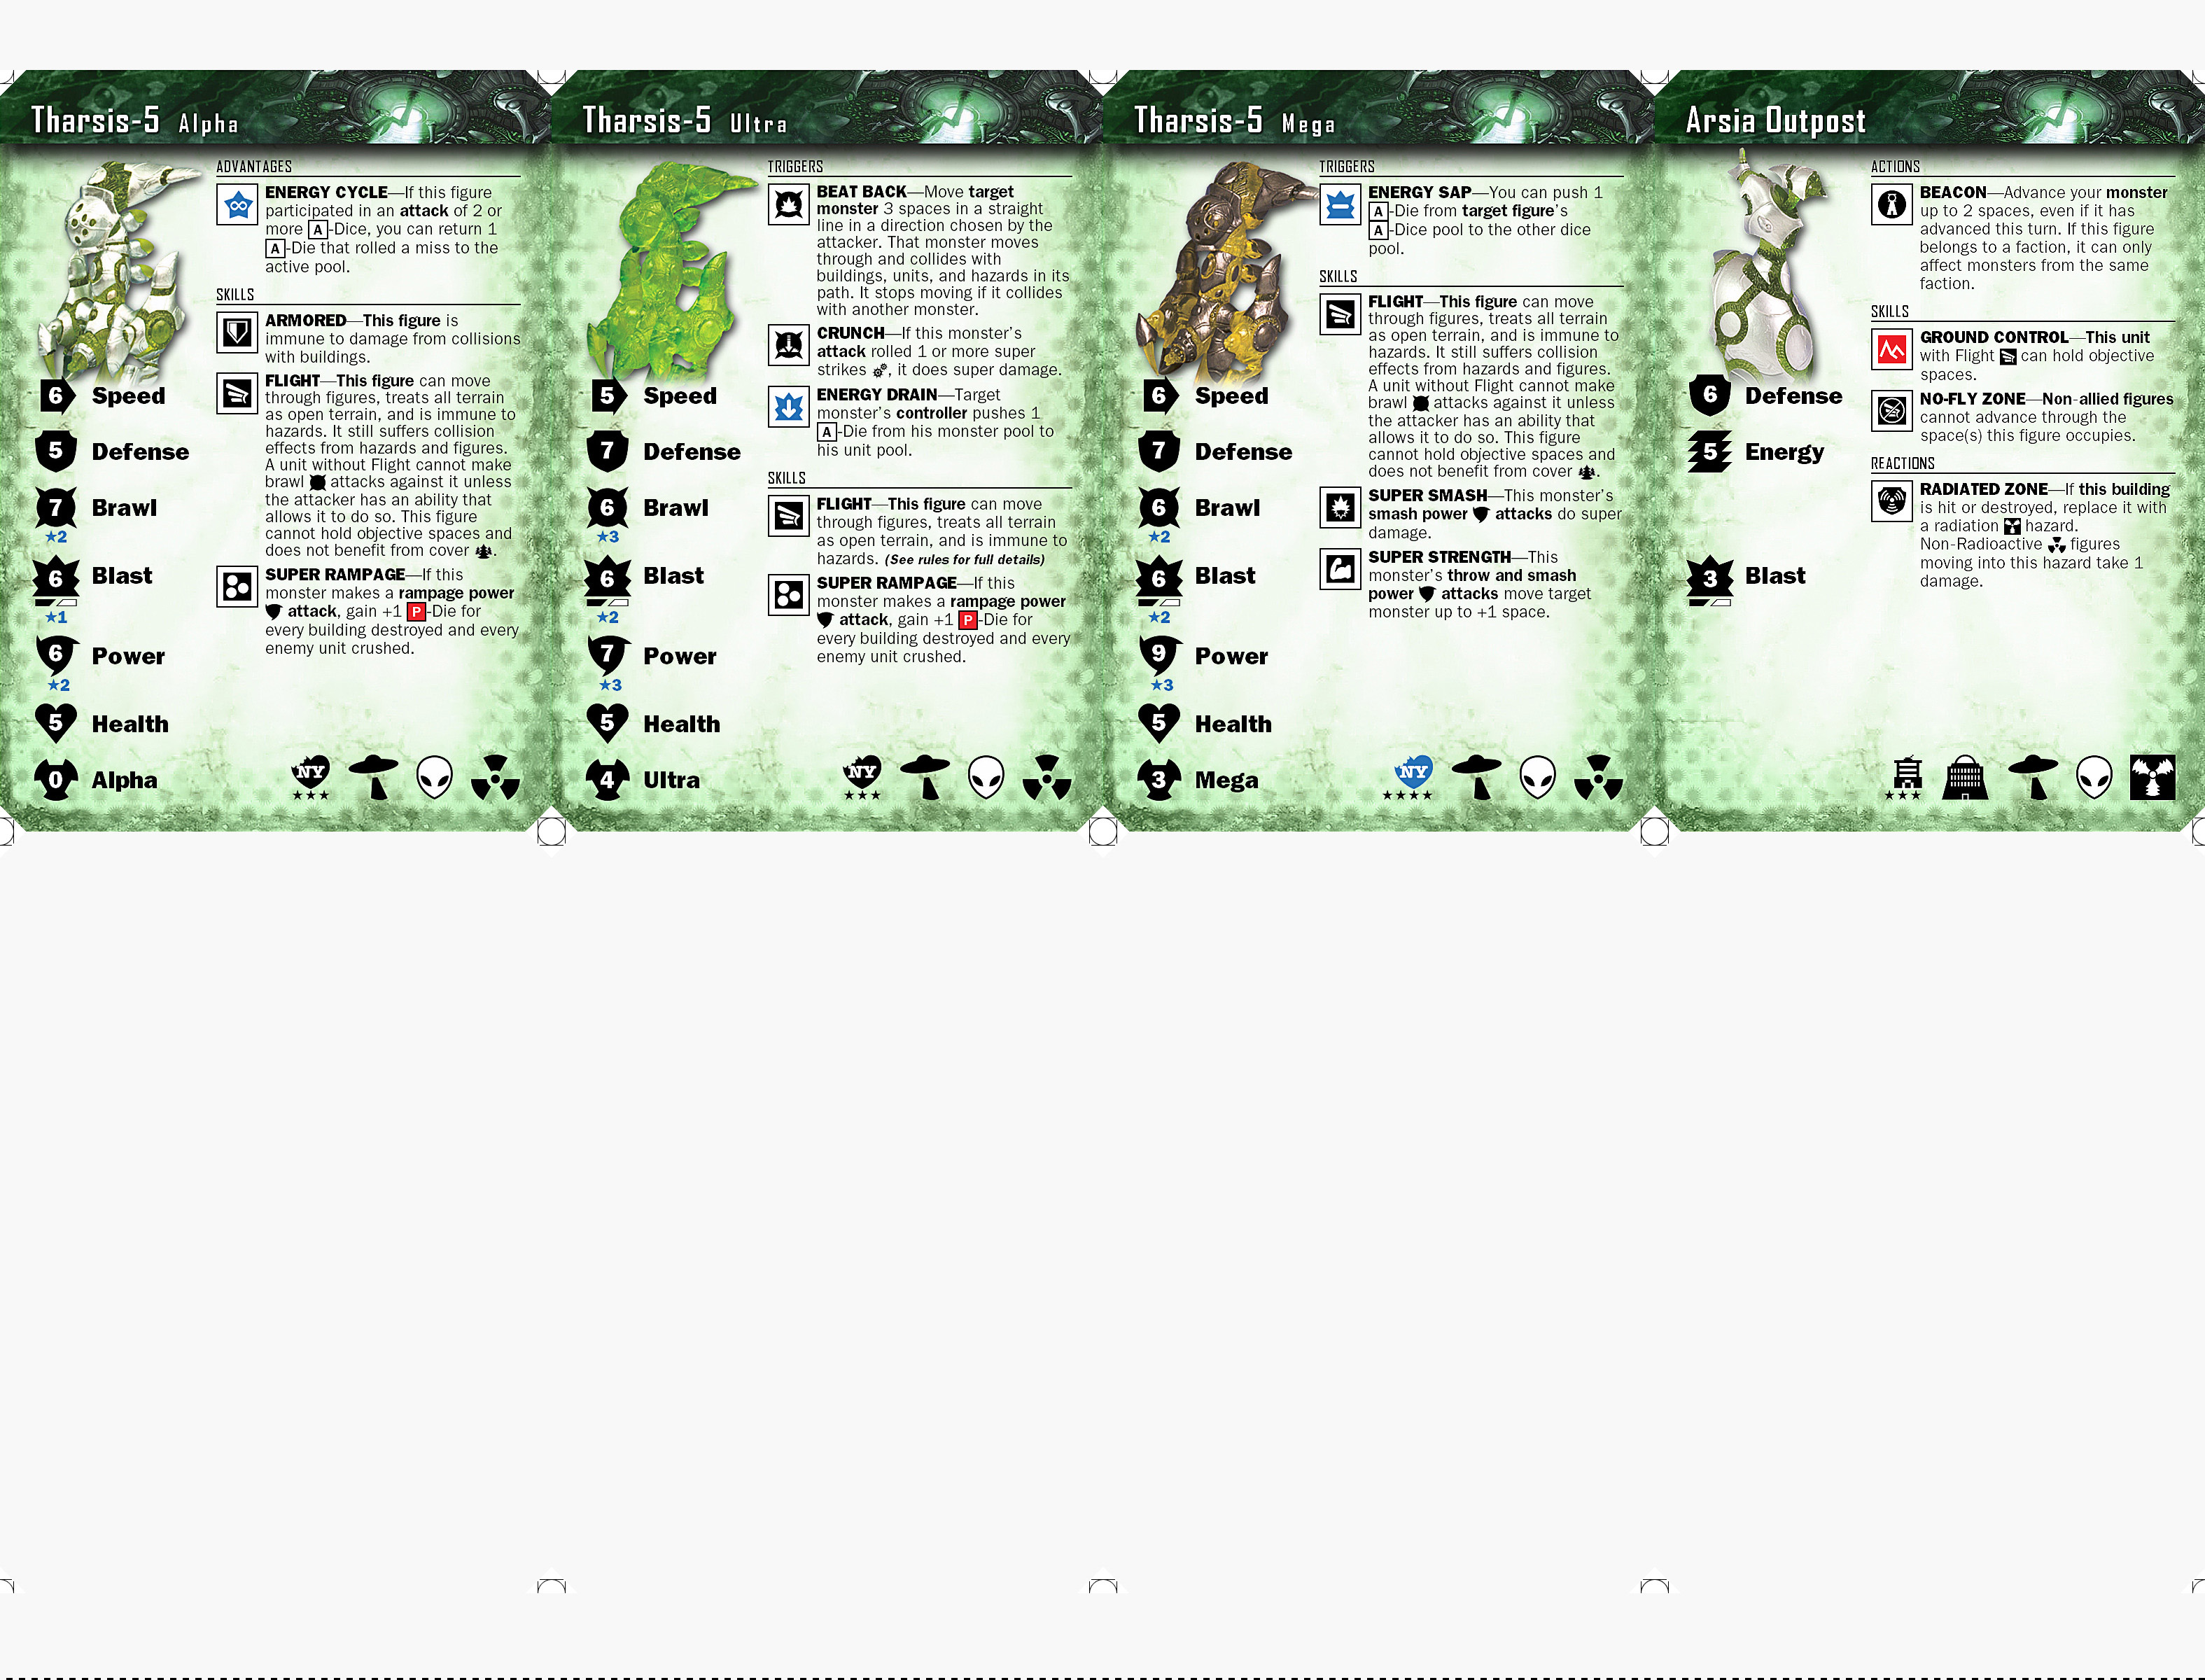 Tharsis-5 Alpha
ADVANTAGES
ENERGY CYCLE—If this figure
participated in an attack of 2 or
more A-Dice, you can return 1
A-Die that rolled a miss to the
active pool.
SKILLS
ARMORED—This figure is
immune to damage from collisions
with buildings.
FLIGHT—This figure can move
through figures, treats all terrain
as open terrain, and is immune to
hazards. It still suffers collision
effects from hazards and figures.
A unit without Flight cannot make
brawl attacks against it unless
the attacker has an ability that
allows it to do so. This figure
cannot hold objective spaces and
does not benefit from cover .
SUPER RAMPAGE—If this
monster makes a rampage power
attack, gain +1 P-Die for
every building destroyed and every
enemy unit crushed.
6 Speed
5 Defense
7 Brawl
★2
6 Blast
★1
6 Power
★2
5 Health
0 Alpha
NY
★★★
Tharsis-5 Ultra
TRIGGERS
BEAT BACK—Move target
monster 3 spaces in a straight
line in a direction chosen by the
attacker. That monster moves
through and collides with
buildings, units, and hazards in its
path. It stops moving if it collides
with another monster.
CRUNCH—If this monster's
attack rolled 1 or more super
strikes , it does super damage.
ENERGY DRAIN—Target
monster's controller pushes 1
A-Die from his monster pool to
his unit pool.
SKILLS
FLIGHT—This figure can move
through figures, treats all terrain
as open terrain, and is immune to
hazards. (See rules for full details)
SUPER RAMPAGE—If this
monster makes a rampage power
attack, gain +1 P-Die for
every building destroyed and every
enemy unit crushed.
5 Speed
7 Defense
6 Brawl
★3
6 Blast
★2
7 Power
★3
5 Health
4 Ultra
NY
★★★
Tharsis-5 Mega
TRIGGERS
ENERGY SAP—You can push 1
A-Die from target figure's
A-Dice pool to the other dice
pool.
SKILLS
FLIGHT—This figure can move
through figures, treats all terrain
as open terrain, and is immune to
hazards. It still suffers collision
effects from hazards and figures.
A unit without Flight cannot make
brawl attacks against it unless
the attacker has an ability that
allows it to do so. This figure
cannot hold objective spaces and
does not benefit from cover .
SUPER SMASH—This monster's
smash power attacks do super
damage.
SUPER STRENGTH—This
monster's throw and smash
power attacks move target
monster up to +1 space.
6 Speed
7 Defense
6 Brawl
★2
6 Blast
★2
9 Power
★3
5 Health
3 Mega
NY
★★★★
Arsia Outpost
ACTIONS
BEACON—Advance your monster
up to 2 spaces, even if it has
advanced this turn. If this figure
belongs to a faction, it can only
affect monsters from the same
faction.
SKILLS
GROUND CONTROL—This unit
with Flight can hold objective
spaces.
NO-FLY ZONE—Non-allied figures
cannot advance through the
space(s) this figure occupies.
REACTIONS
RADIATED ZONE—If this building
is hit or destroyed, replace it with
a radiation hazard.
Non-Radioactive figures
moving into this hazard take 1
damage.
6 Defense
5 Energy
3 Blast
★★★